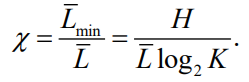 χ = L̄_min / L̄ = H / (L̄ log₂ K).